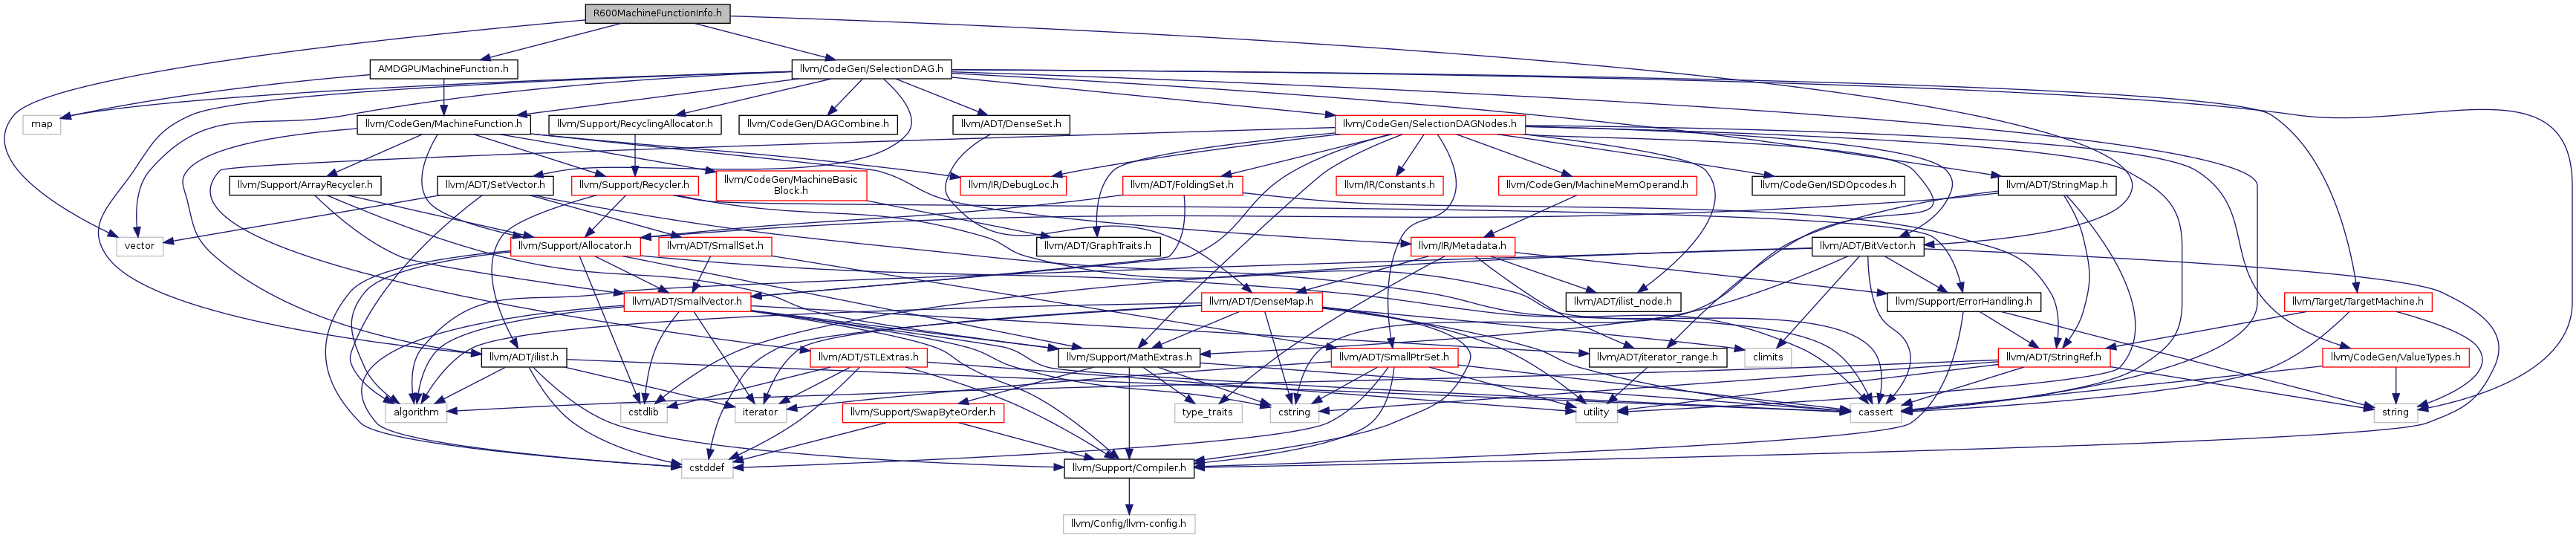 R600MachineFunctionInfo.h
AMDGPUMachineFunction.h
llvm/CodeGen/SelectionDAG.h
map
llvm/CodeGen/MachineFunction.h
llvm/Support/RecyclingAllocator.h
llvm/CodeGen/DAGCombine.h
llvm/ADT/DenseSet.h
llvm/CodeGen/SelectionDAGNodes.h
llvm/Support/ArrayRecycler.h
llvm/ADT/SetVector.h
llvm/Support/Recycler.h
llvm/CodeGen/MachineBasic
Block.h
llvm/IR/DebugLoc.h
llvm/ADT/FoldingSet.h
llvm/IR/Constants.h
llvm/CodeGen/MachineMemOperand.h
llvm/CodeGen/ISDOpcodes.h
llvm/ADT/StringMap.h
vector
llvm/Support/Allocator.h
llvm/ADT/SmallSet.h
llvm/ADT/GraphTraits.h
llvm/IR/Metadata.h
llvm/ADT/BitVector.h
llvm/ADT/SmallVector.h
llvm/ADT/DenseMap.h
llvm/ADT/ilist_node.h
llvm/Support/ErrorHandling.h
llvm/Target/TargetMachine.h
llvm/ADT/ilist.h
llvm/ADT/STLExtras.h
llvm/Support/MathExtras.h
llvm/ADT/SmallPtrSet.h
climits
llvm/ADT/iterator_range.h
llvm/ADT/StringRef.h
llvm/CodeGen/ValueTypes.h
algorithm
cstdlib
iterator
llvm/Support/SwapByteOrder.h
type_traits
cstring
utility
cassert
string
cstddef
llvm/Support/Compiler.h
llvm/Config/llvm-config.h